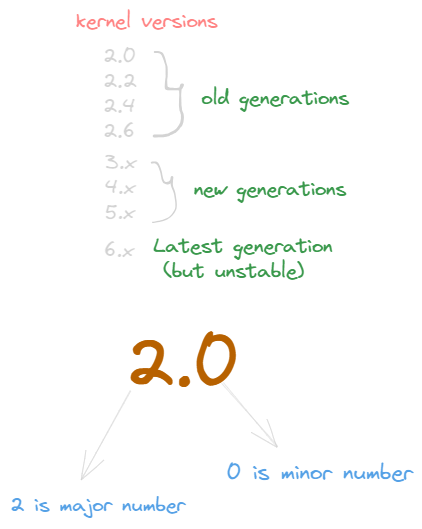 kernel versions
2.0
2.2
2.4
2.6
old generations
3.x
4.x
5.x
new generations
6.x Latest generation
(but unstable)
2.0
0 is minor number
2 is major number